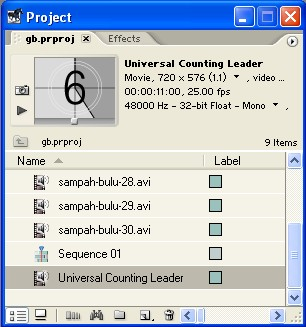 Project
gb.prproj
Effects
6
Universal Counting Leader
Movie, 720 x 576 (1.1) , video ...
00:00:11:00, 25.00 fps
48000 Hz - 32-bit Float - Mono ,
gb.prproj
9 Items
Name
Label
sampah-bulu-28.avi
sampah-bulu-29.avi
sampah-bulu-30.avi
Sequence 01
Universal Counting Leader